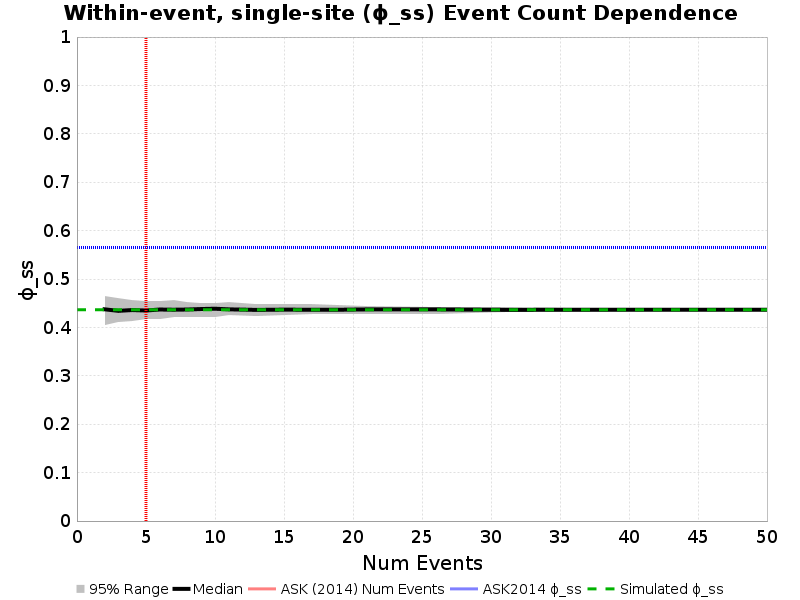 Within-event, single-site (ϕ_ss) Event Count Dependence
1
0.9
0.8
0.7
0.6
0.5
0.4
0.3
0.2
0.1
0
ϕ_ss
0 5 10 15 20 25 30 35 40 45 50
Num Events
95% Range Median ASK (2014) Num Events ASK2014 ϕ_ss Simulated ϕ_ss